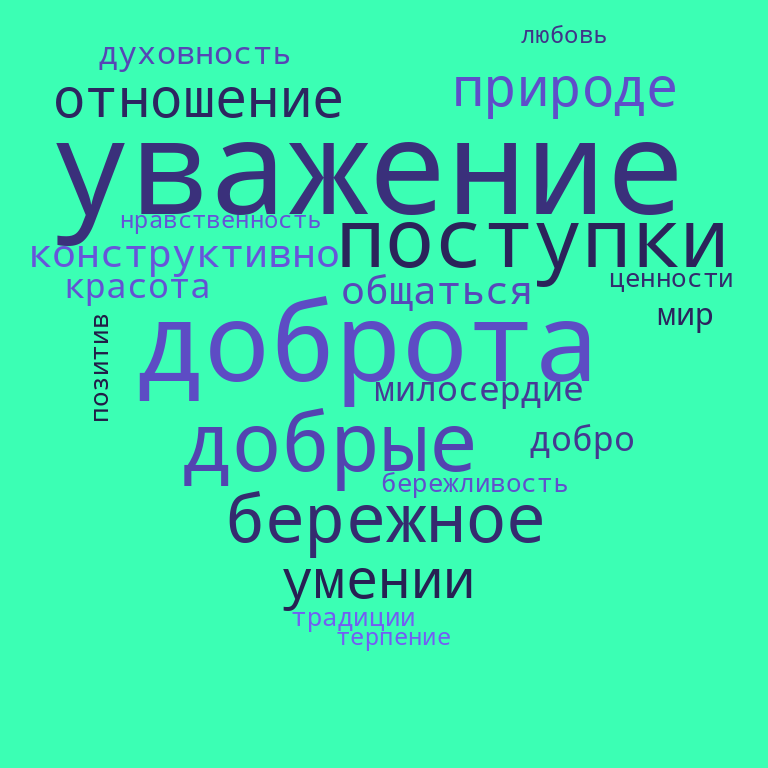 любовь
духовность
природе
отношение
уважение
нравственность
поступки
конструктивно
ценности
красота
общаться
мир
доброта
позитив
милосердие
добрые
добро
бережливость
бережное
умении
традиции
терпение